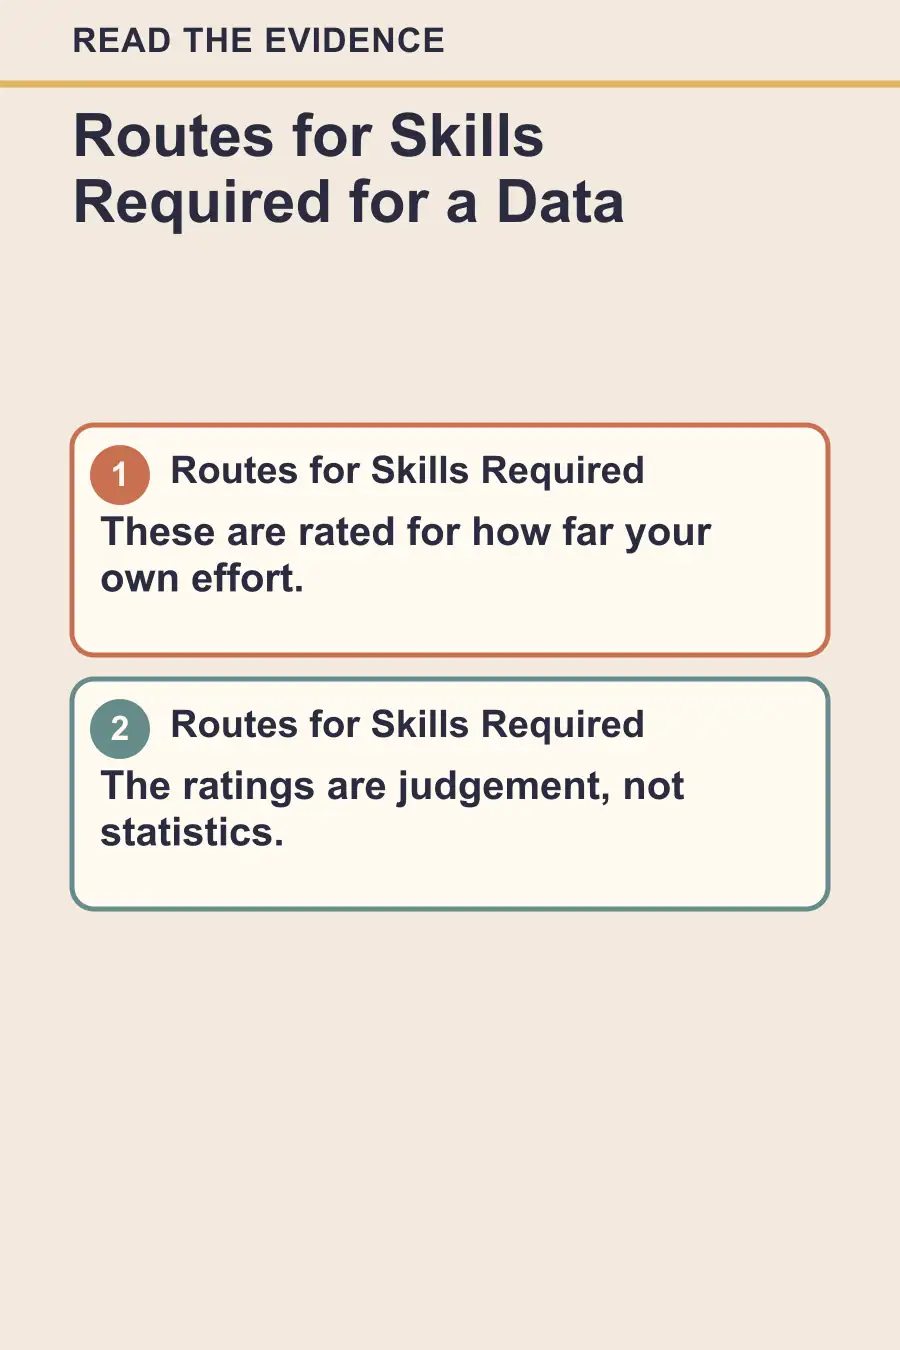 READ THE EVIDENCE
Routes for Skills
Required for a Data
1
Routes for Skills Required
These are rated for how far your
own effort.
2
Routes for Skills Required
The ratings are judgement, not
statistics.